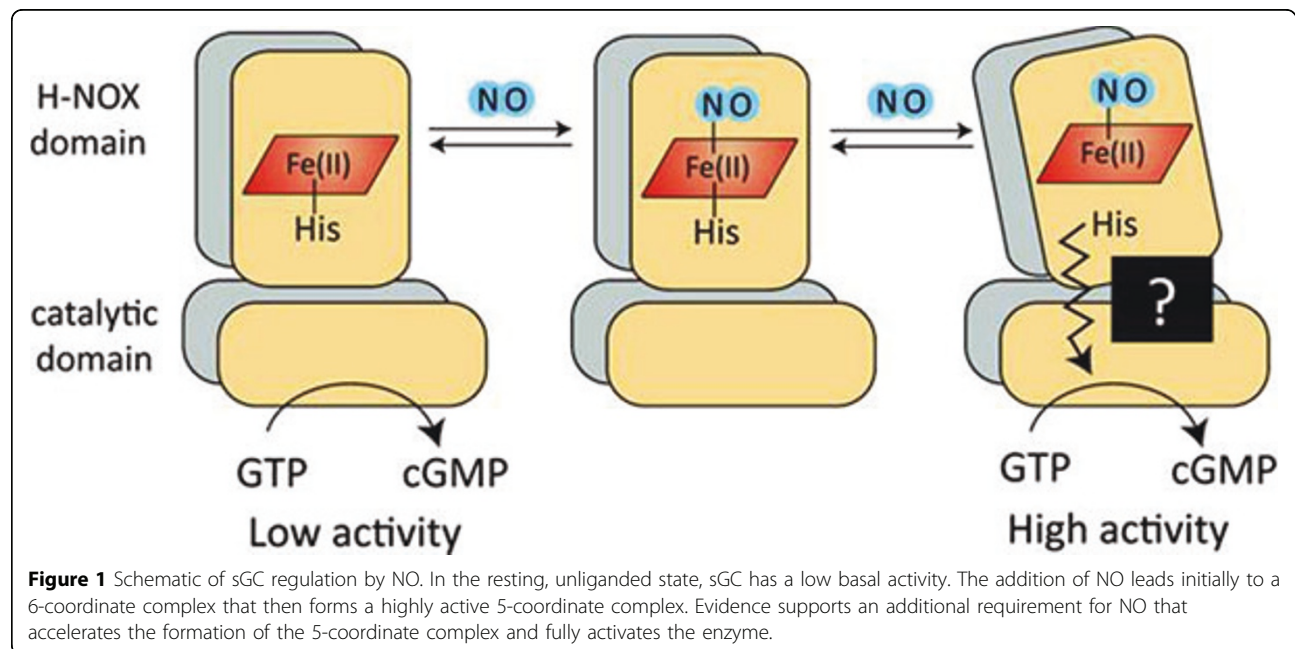 H-NOX
domain
NO
NO
NO
NO
Fe(II)
Fe(II)
Fe(II)
His
His
His
catalytic
domain
?
GTP
cGMP
GTP
cGMP
Low activity
High activity
Figure 1 Schematic of sGC regulation by NO. In the resting, unliganded state, sGC has a low basal activity. The addition of NO leads initially to a
6-coordinate complex that then forms a highly active 5-coordinate complex. Evidence supports an additional requirement for NO that
accelerates the formation of the 5-coordinate complex and fully activates the enzyme.